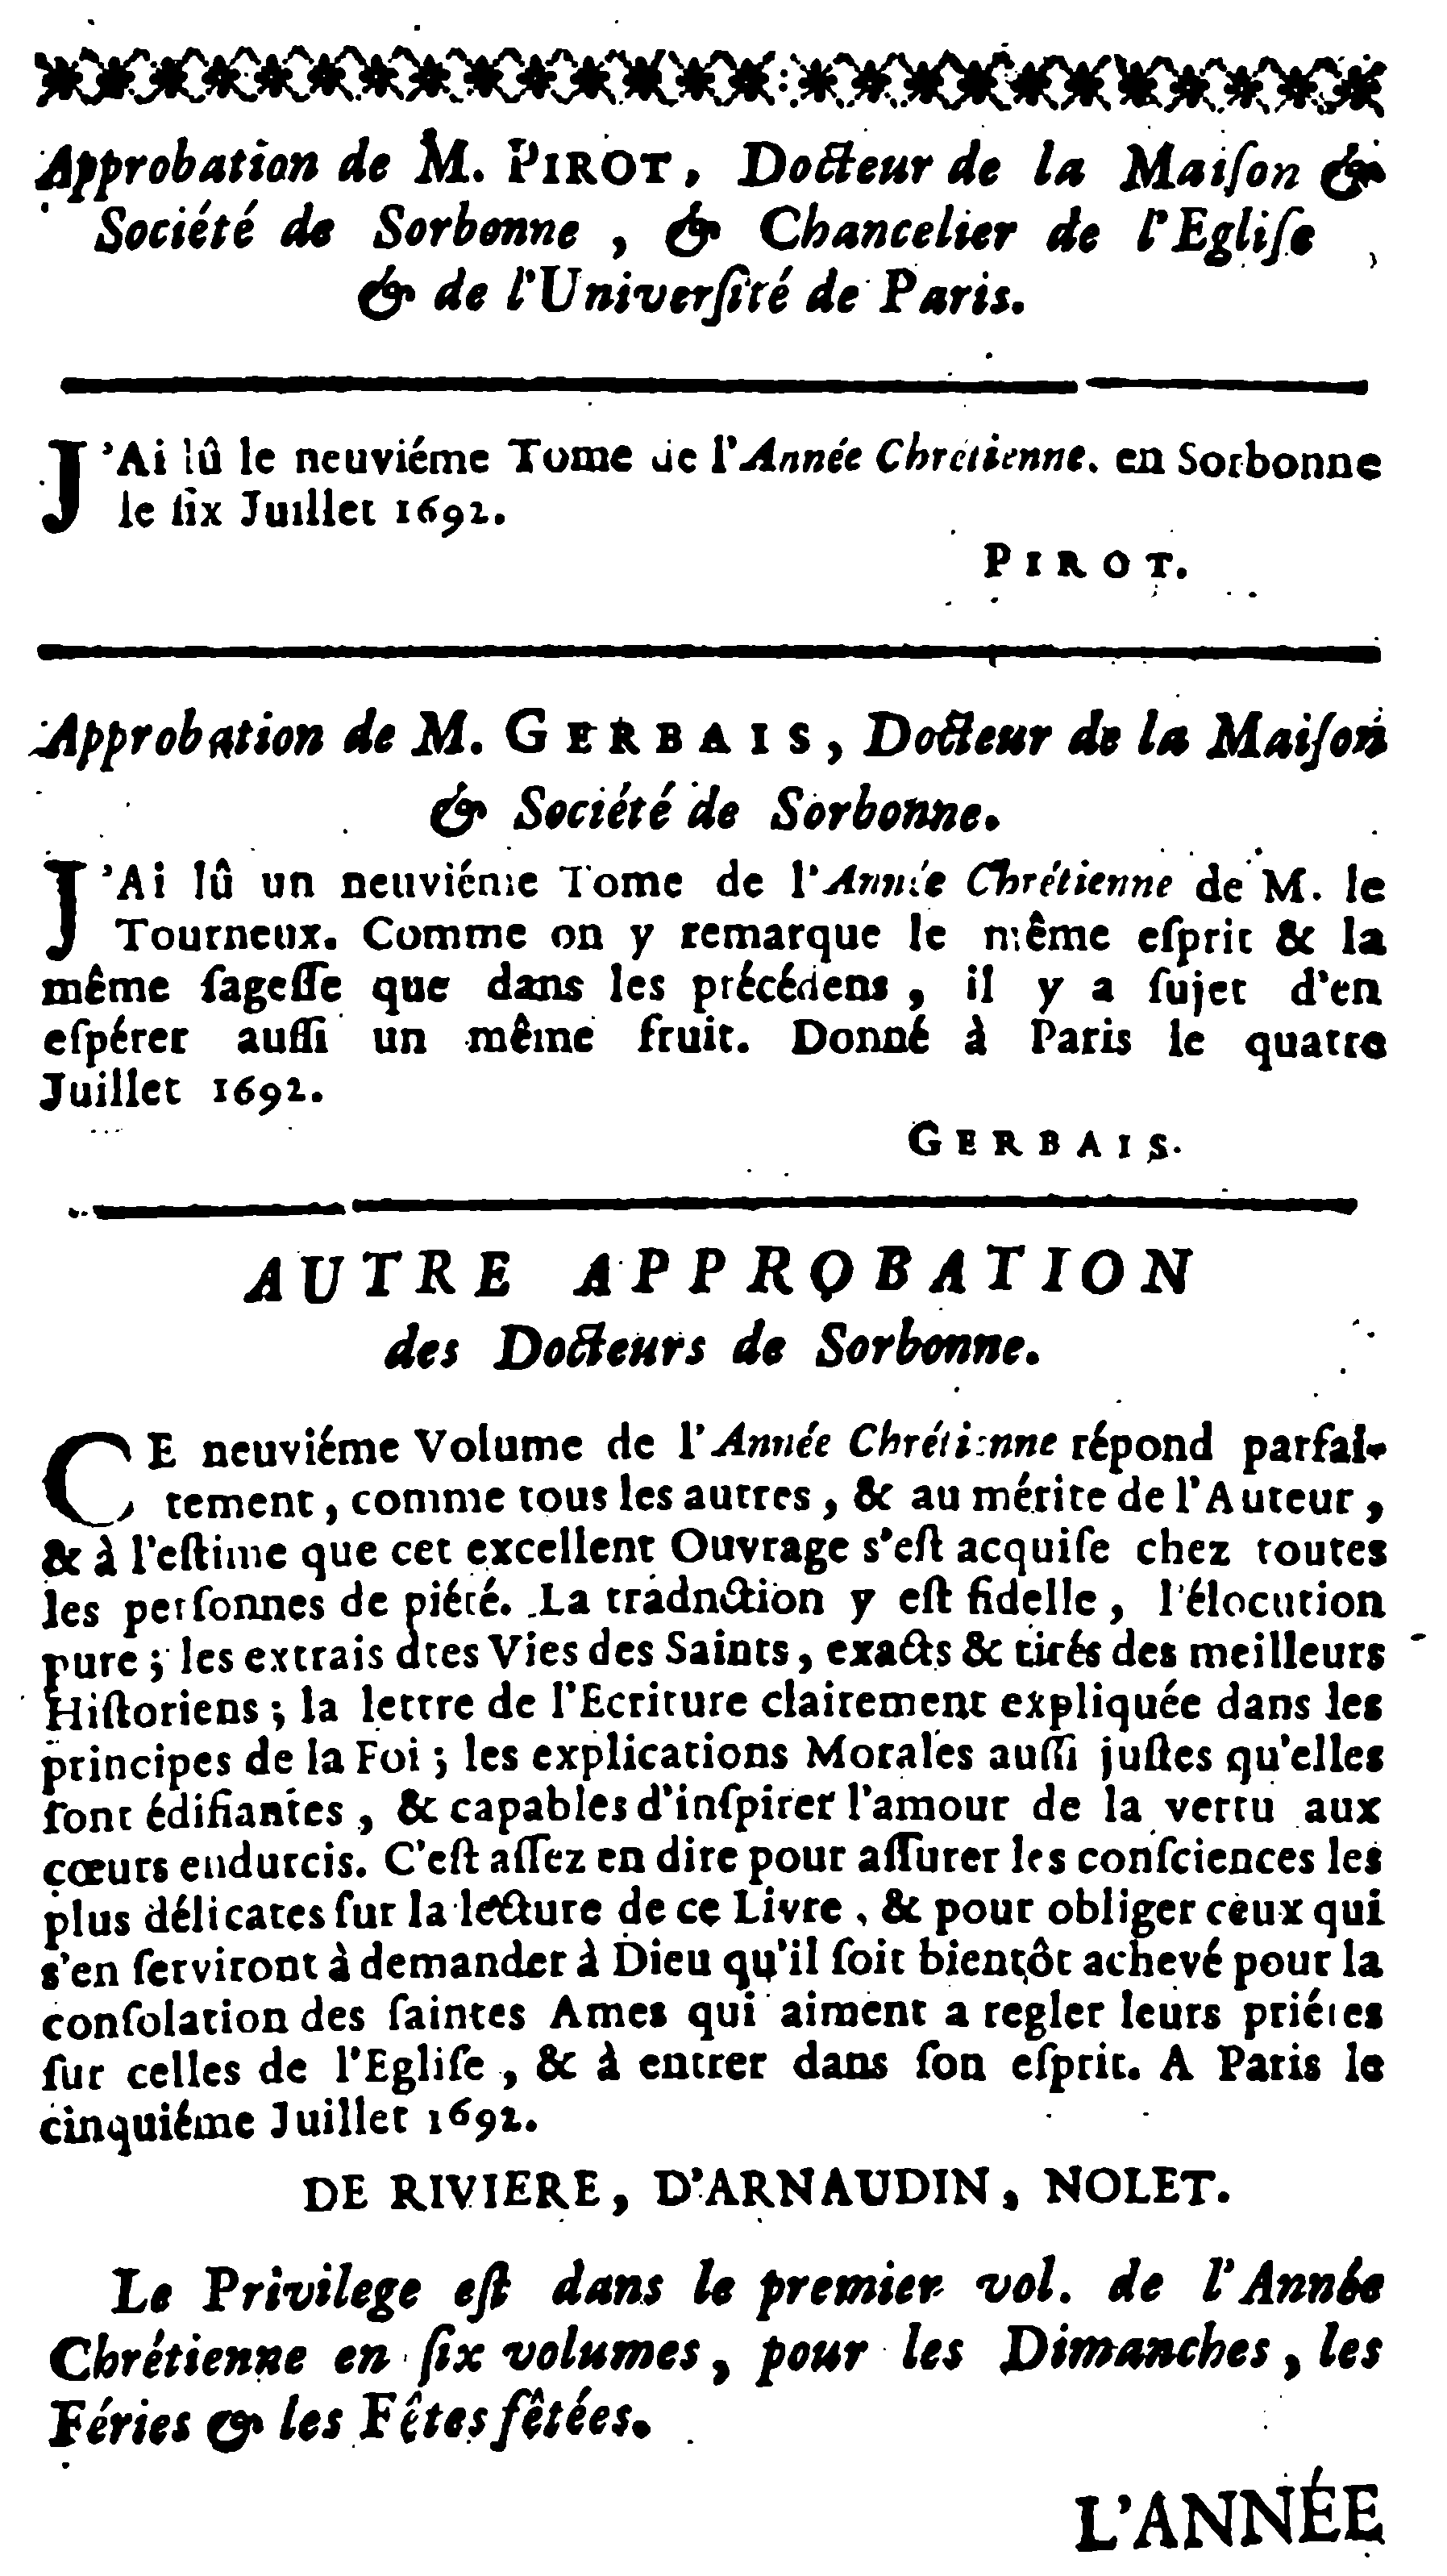 Approbation de M. PIROT, Docteur de la Maiſon &
Société de Sorbonne, & Chancelier de l'Egliſe
& de l'Univerſité de Paris.
J'Ai lû le neuviéme Tome de l'Année Chrétienne. en Sorbonne
le ſix Juillet 1692.
PIROT.
Approbation de M. GERBAIS, Docteur de la Maiſon
& Société de Sorbonne.
J'Ai lû un neuviéme Tome de l'Année Chrétienne de M. le
Tourneux. Comme on y remarque le même eſprit & la
même ſageſſe que dans les précédens, il y a ſujet d'en
eſpérer auſſi un même fruit. Donné à Paris le quatre
Juillet 1692.
GERBAIS.
AUTRE APPROBATION
des Docteurs de Sorbonne.
CE neuviéme Volume de l'Année Chrétienne répond parfai-
tement, comme tous les autres, & au mérite de l'Auteur,
& à l'eſtime que cet excellent Ouvrage s'eſt acquiſe chez toutes
les perſonnes de piété. La tradnction y eſt fidelle, l'élocution
pure; les extrais dtes Vies des Saints, exacts & tirés des meilleurs
Hiſtoriens; la lettre de l'Ecriture clairement expliquée dans les
principes de la Foi; les explications Morales auſſi juſtes qu'elles
ſont édifiantes, & capables d'inſpirer l'amour de la vertu aux
cœurs endurcis. C'eſt aſſez en dire pour aſſurer les conſciences les
plus délicates ſur la lecture de ce Livre, & pour obliger ceux qui
s'en ſerviront à demander à Dieu qu'il ſoit bientôt achevé pour la
conſolation des ſaintes Ames qui aiment a regler leurs priéres
ſur celles de l'Egliſe, & à entrer dans ſon eſprit. A Paris le
cinquiéme Juillet 1692.
DE RIVIERE, D'ARNAUDIN, NOLET.
Le Privilege eſt dans le premier vol. de l'Année
Chrétienne en ſix volumes, pour les Dimanches, les
Féries & les Fêtes fêtées.
L'ANNÉE